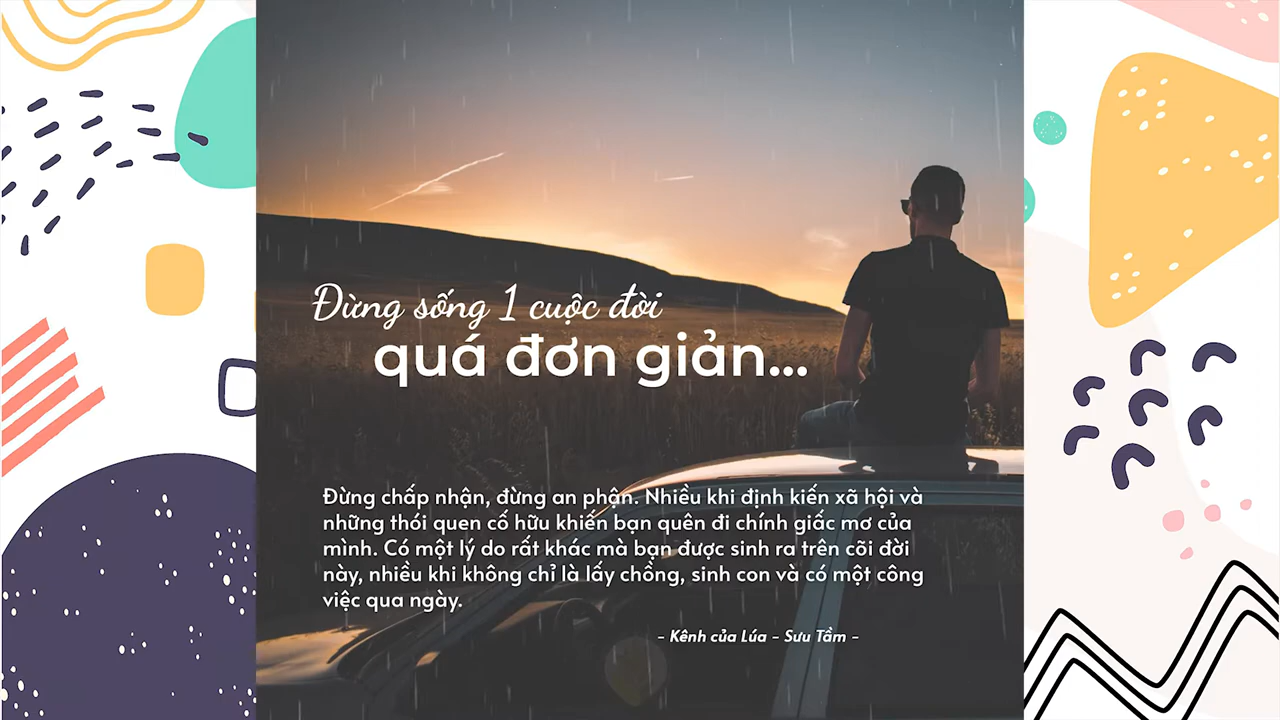 Đừng sống 1 cuộc đời
quá đơn giản...
Đừng chấp nhận, đừng an phận. Nhiều khi định kiến xã hội và
những thói quen cố hữu khiến bạn quên đi chính giấc mơ của
mình. Có một lý do rất khác mà bạn được sinh ra trên cõi đời
này, nhiều khi không chỉ là lấy chồng, sinh con và có một công
việc qua ngày.
- Kênh của Lúa - Sưu Tầm -